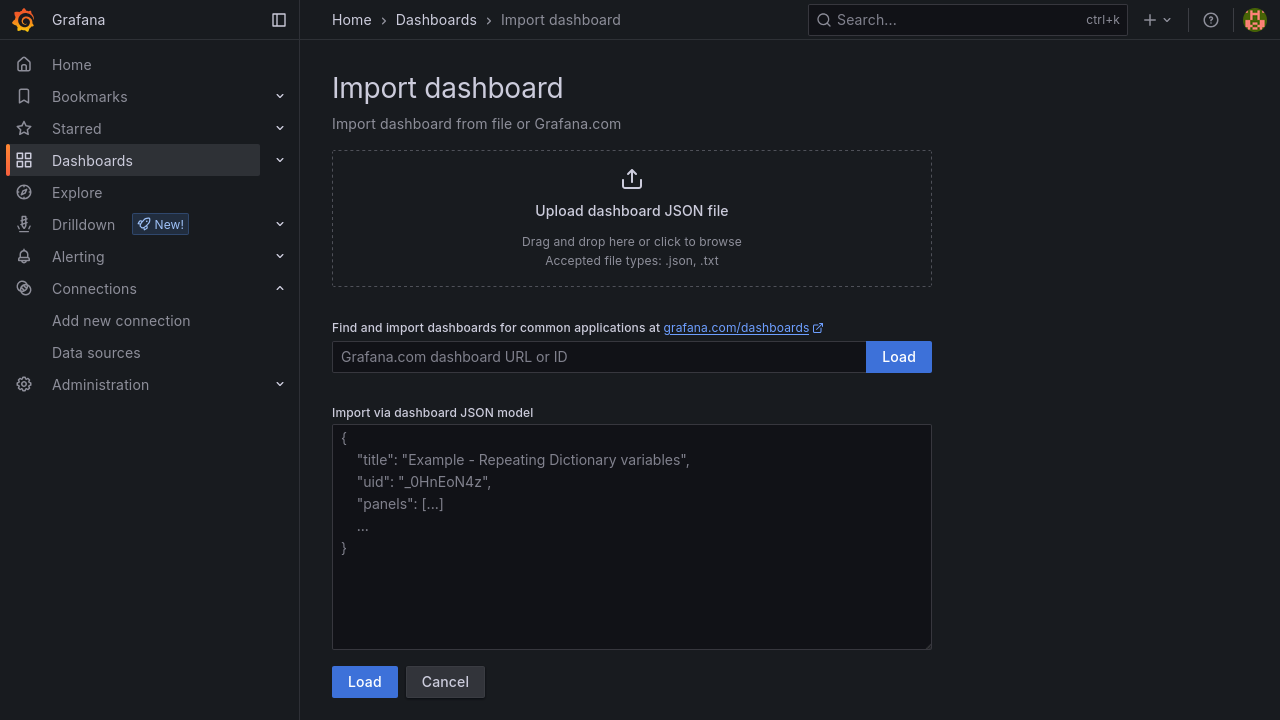 Grafana
Home
Dashboards
Import dashboard
Search...
ctrl+k
Home
Bookmarks
Starred
Dashboards
Explore
Drilldown
New!
Alerting
Connections
Add new connection
Data sources
Administration
Import dashboard
Import dashboard from file or Grafana.com
Upload dashboard JSON file
Drag and drop here or click to browse
Accepted file types: .json, .txt
Find and import dashboards for common applications at grafana.com/dashboards
Grafana.com dashboard URL or ID
Load
Import via dashboard JSON model
{
"title": "Example - Repeating Dictionary variables",
"uid": "_0HnEoN4z",
"panels": [...]
...
}
Load
Cancel